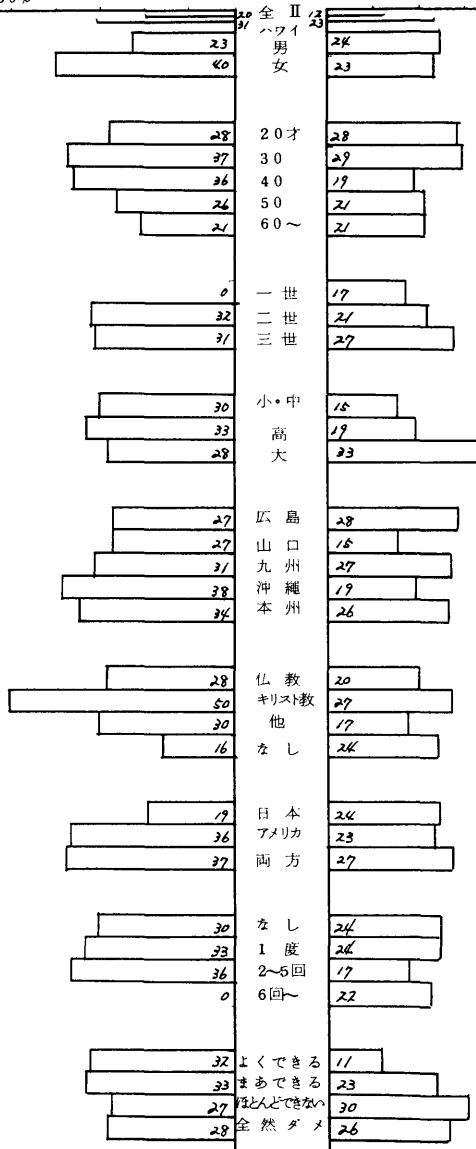 20 全 II 12
31 ハワイ 23
23 男 24
40 女 23
28 20才 28
37 30 29
36 40 19
26 50 21
21 60～ 21
0 一世 17
32 二世 21
31 三世 27
30 小・中 15
33 高 19
28 大 33
27 広島 28
27 山口 15
31 九州 27
38 沖縄 19
34 本州 26
28 仏教 20
50 キリスト教 27
30 他 17
16 なし 24
19 日本 24
36 アメリカ 23
37 両方 27
30 なし 24
33 1度 24
36 2~5回 17
0 6回~ 22
32 よくできる 11
33 まあできる 23
27 ほとんどできない 30
28 全然ダメ 26